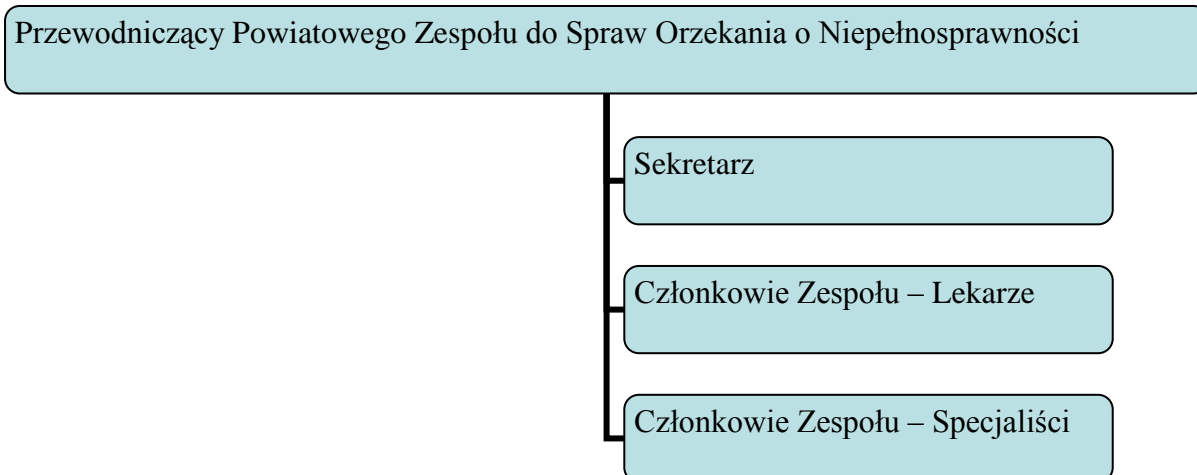 Przewodniczący Powiatowego Zespołu do Spraw Orzekania o Niepełnosprawności
Sekretarz
Członkowie Zespołu – Lekarze
Członkowie Zespołu – Specjaliści